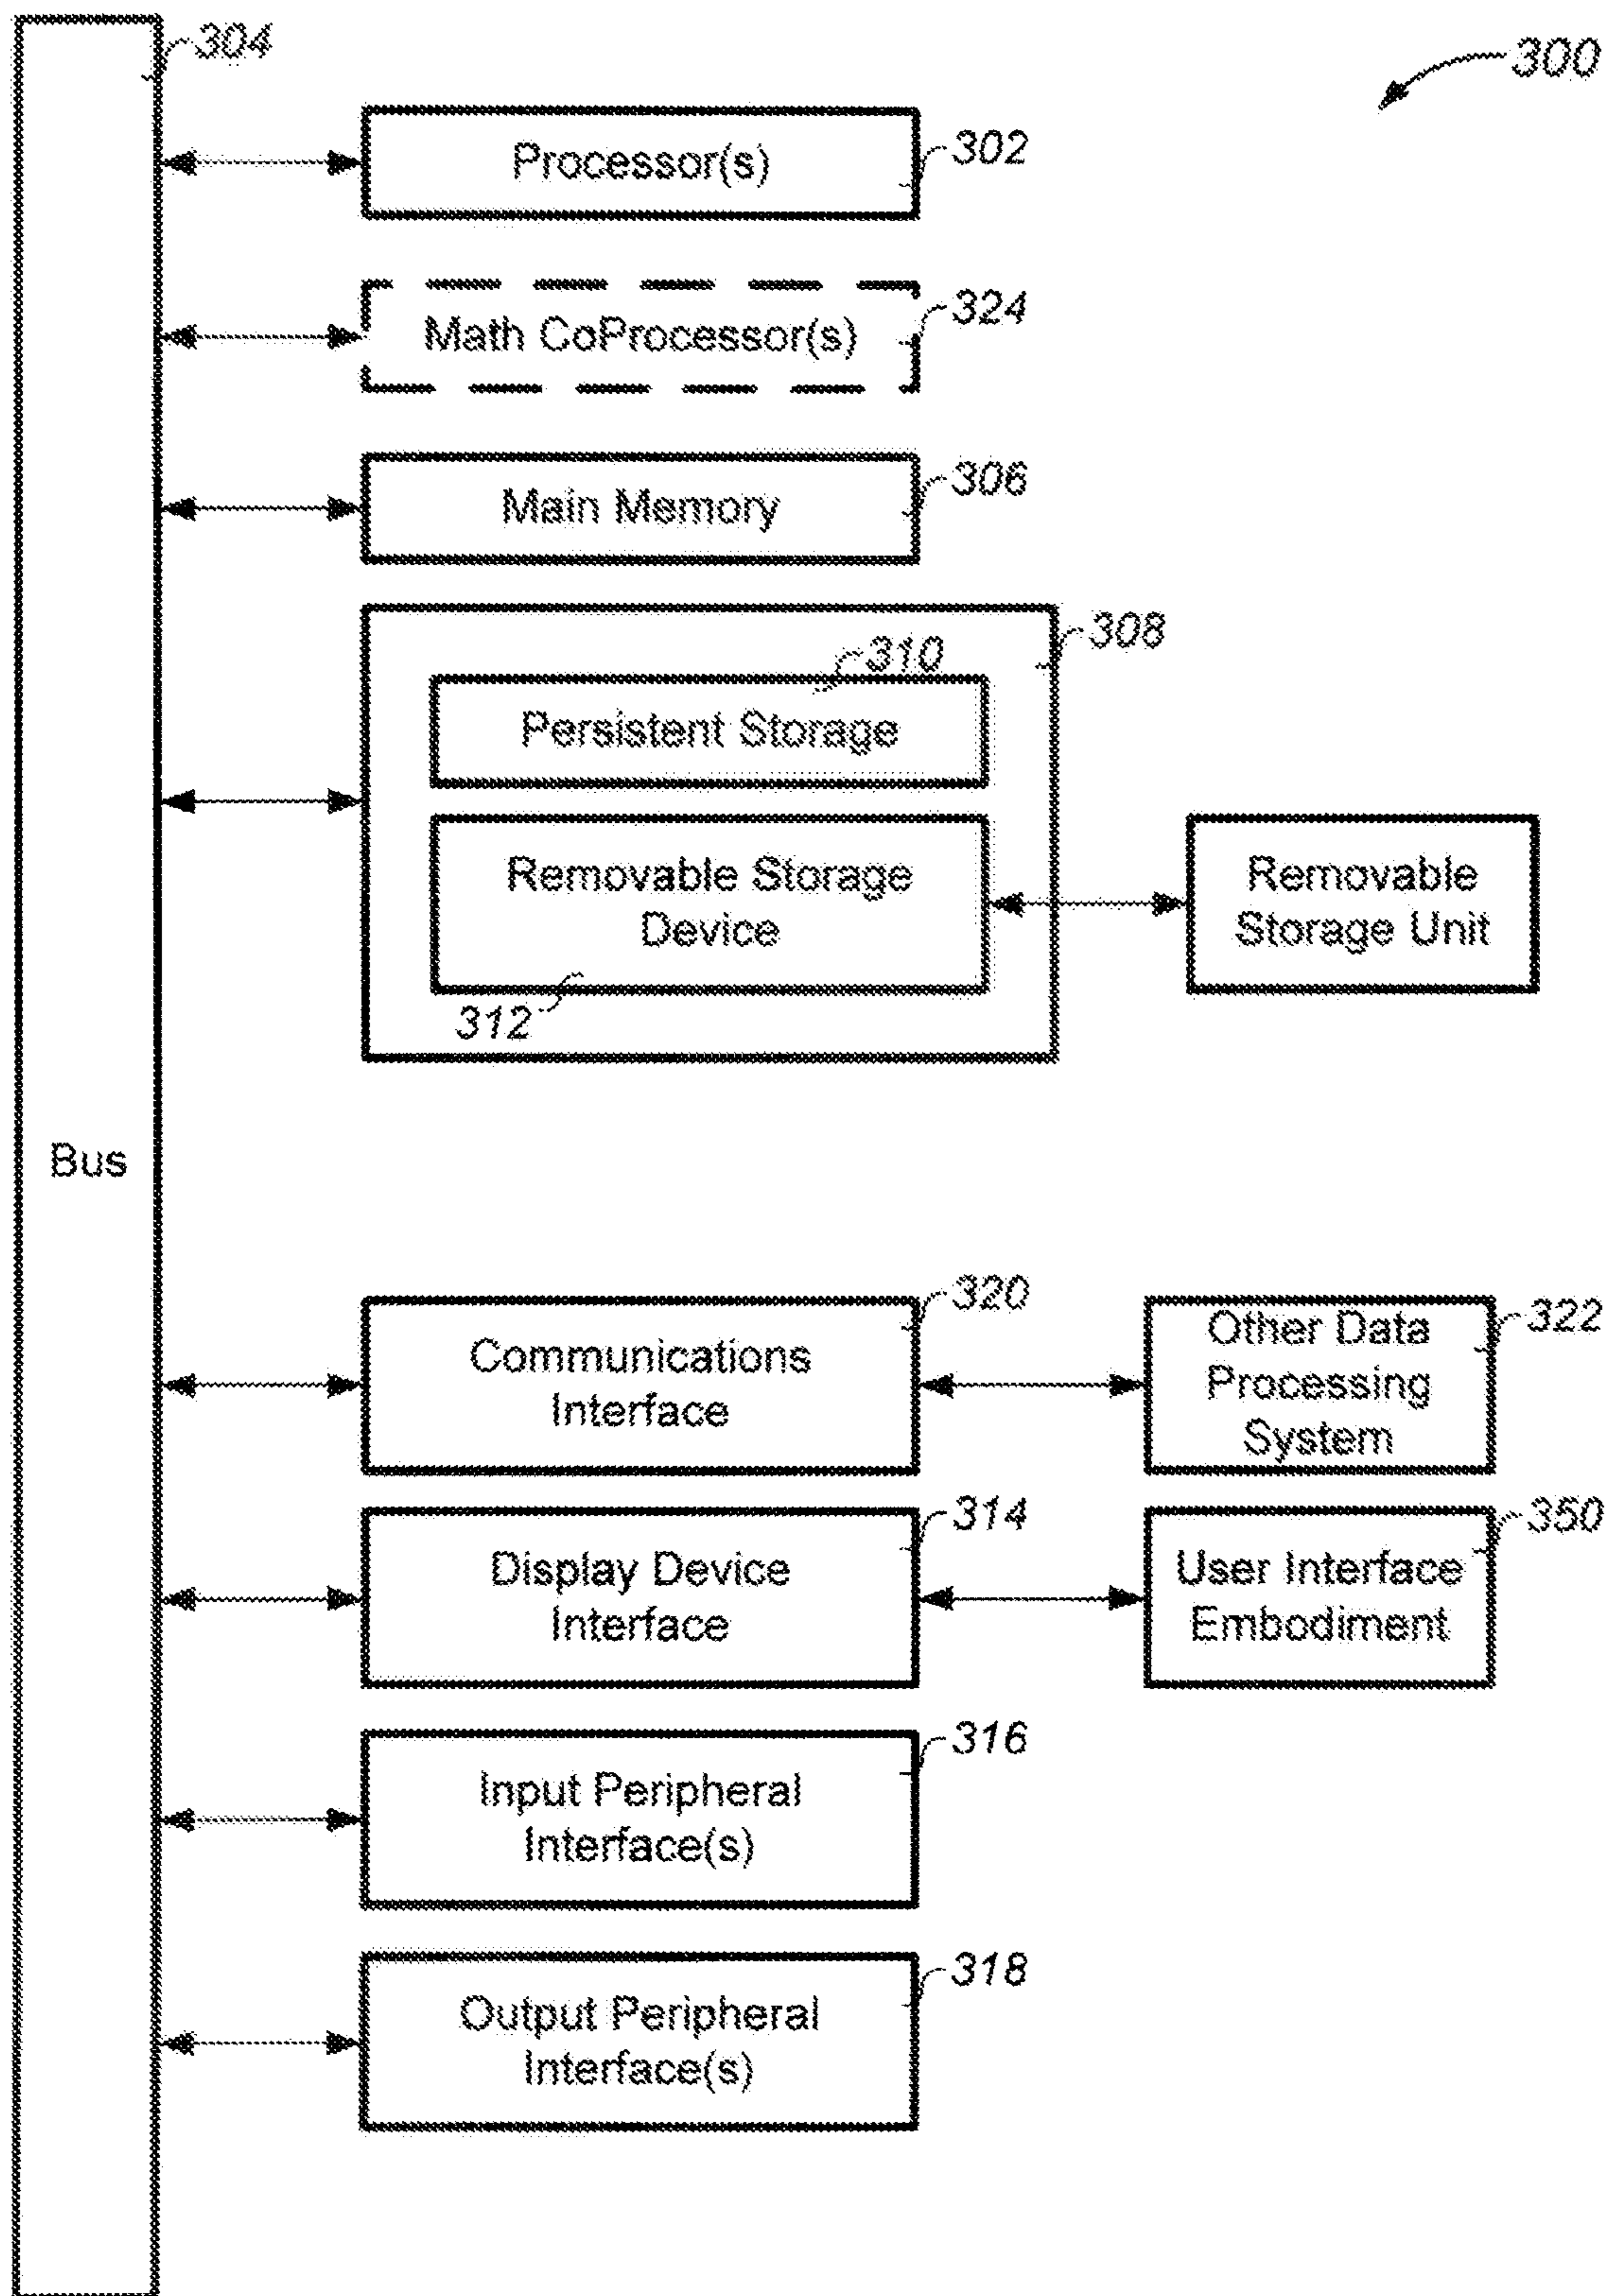 304
300
Processor(s)
302
Math CoProcessor(s)
324
Main Memory
306
308
310
Persistent Storage
Removable Storage
Device
312
Removable
Storage Unit
Bus
320
Communications
Interface
Other Data
Processing
System
322
314
Display Device
Interface
User Interface
Embodiment
350
316
Input Peripheral
Interface(s)
318
Output Peripheral
Interface(s)